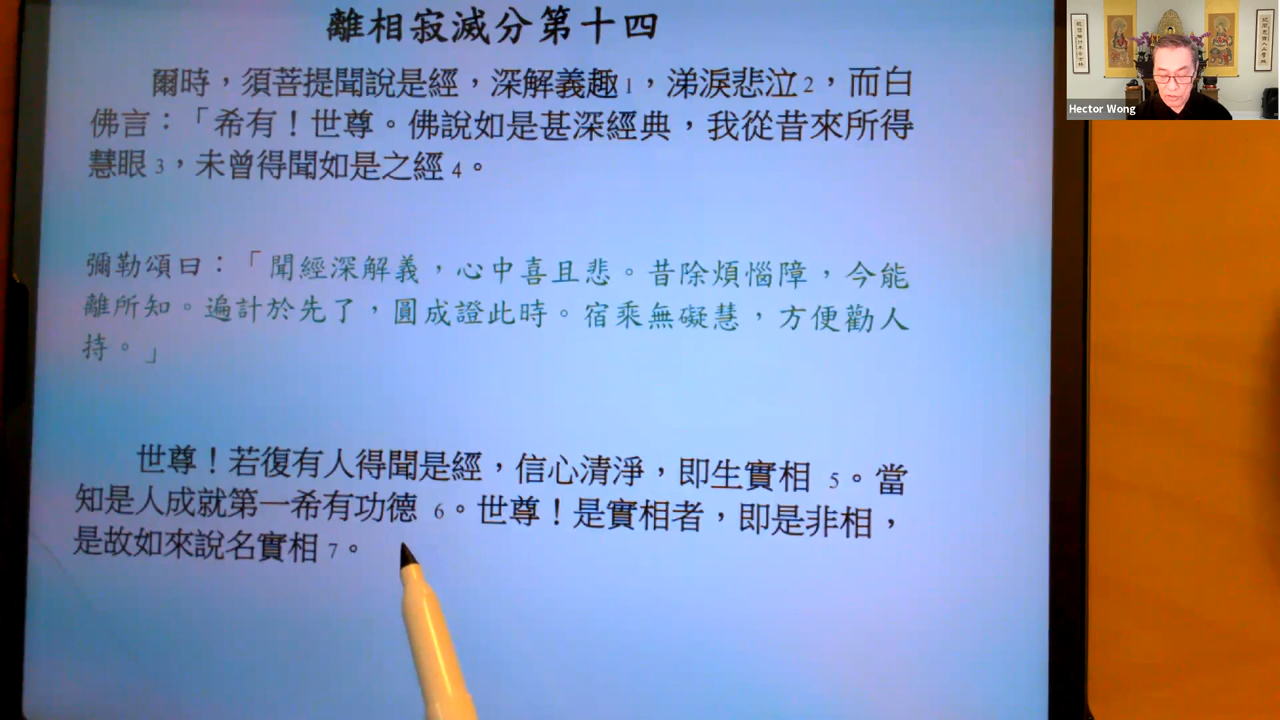 離相寂滅分第十四
爾時，須菩提聞說是經，深解義趣1，涕淚悲泣2，而白
佛言：「希有！世尊。佛說如是甚深經典，我從昔來所得
慧眼3，未曾得聞如是之經4。
彌勒頌曰：「聞經深解義，心中喜且悲。昔除煩惱障，今能
離所知。遍計於先了，圓成證此時。宿乘無礙慧，方便勸人
持。」
世尊！若復有人得聞是經，信心清淨，即生實相 5。當
知是人成就第一希有功德 6。世尊！是實相者，即是非相，
是故如來說名實相7。
Hector Wong